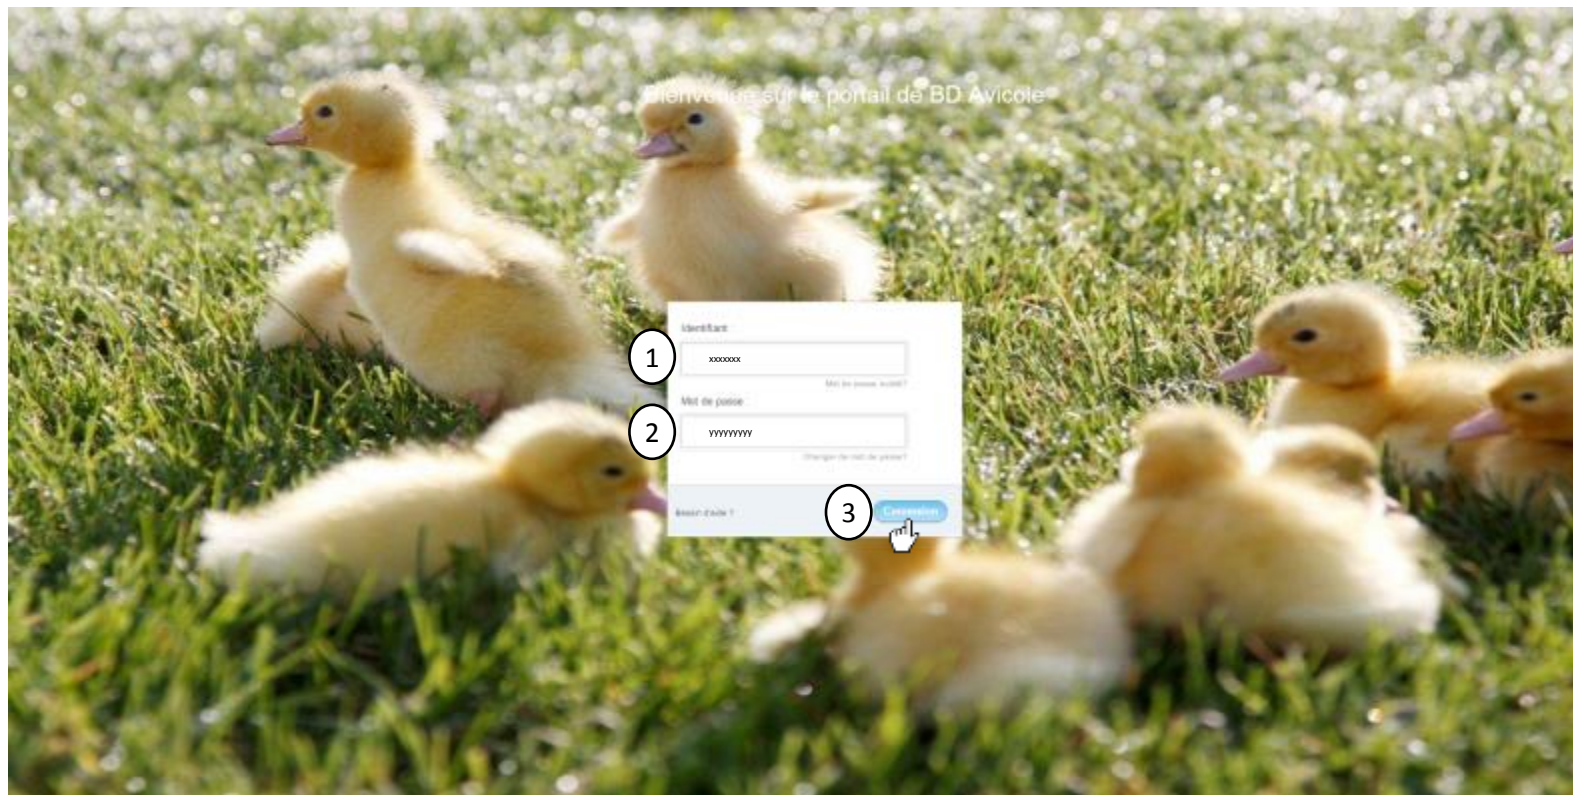 Bienvenue sur le portail de BD Avicole
Identifiant
1
xxxxxxx
Mot de passe oublié ?
Mot de passe
2
yyyyyyyyy
Changer de mot de passe ?
Besoin d'aide ?
3
Connexion